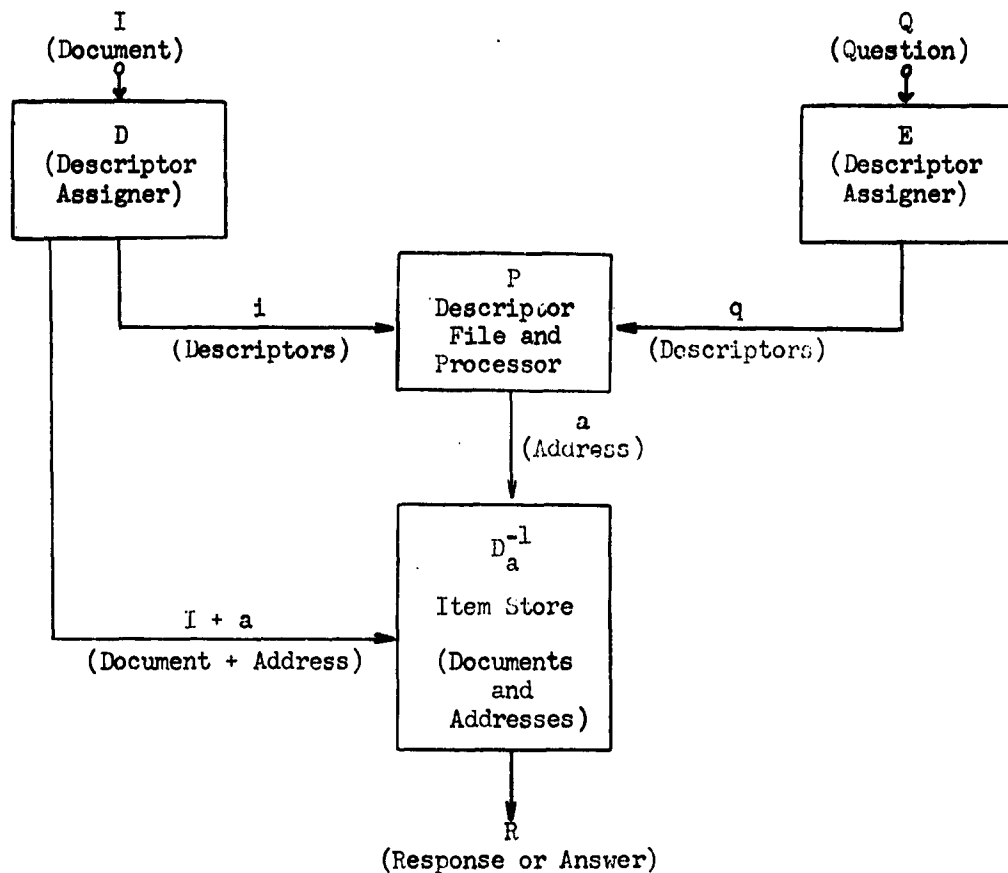 I
(Document)
Q
(Question)
D
(Descriptor
Assigner)
E
(Descriptor
Assigner)
P
Descriptor
File and
Processor
i
(Descriptors)
q
(Descriptors)
a
(Address)
D_a^-1
Item Store
(Documents
and
Addresses)
I + a
(Document + Address)
R
(Response or Answer)